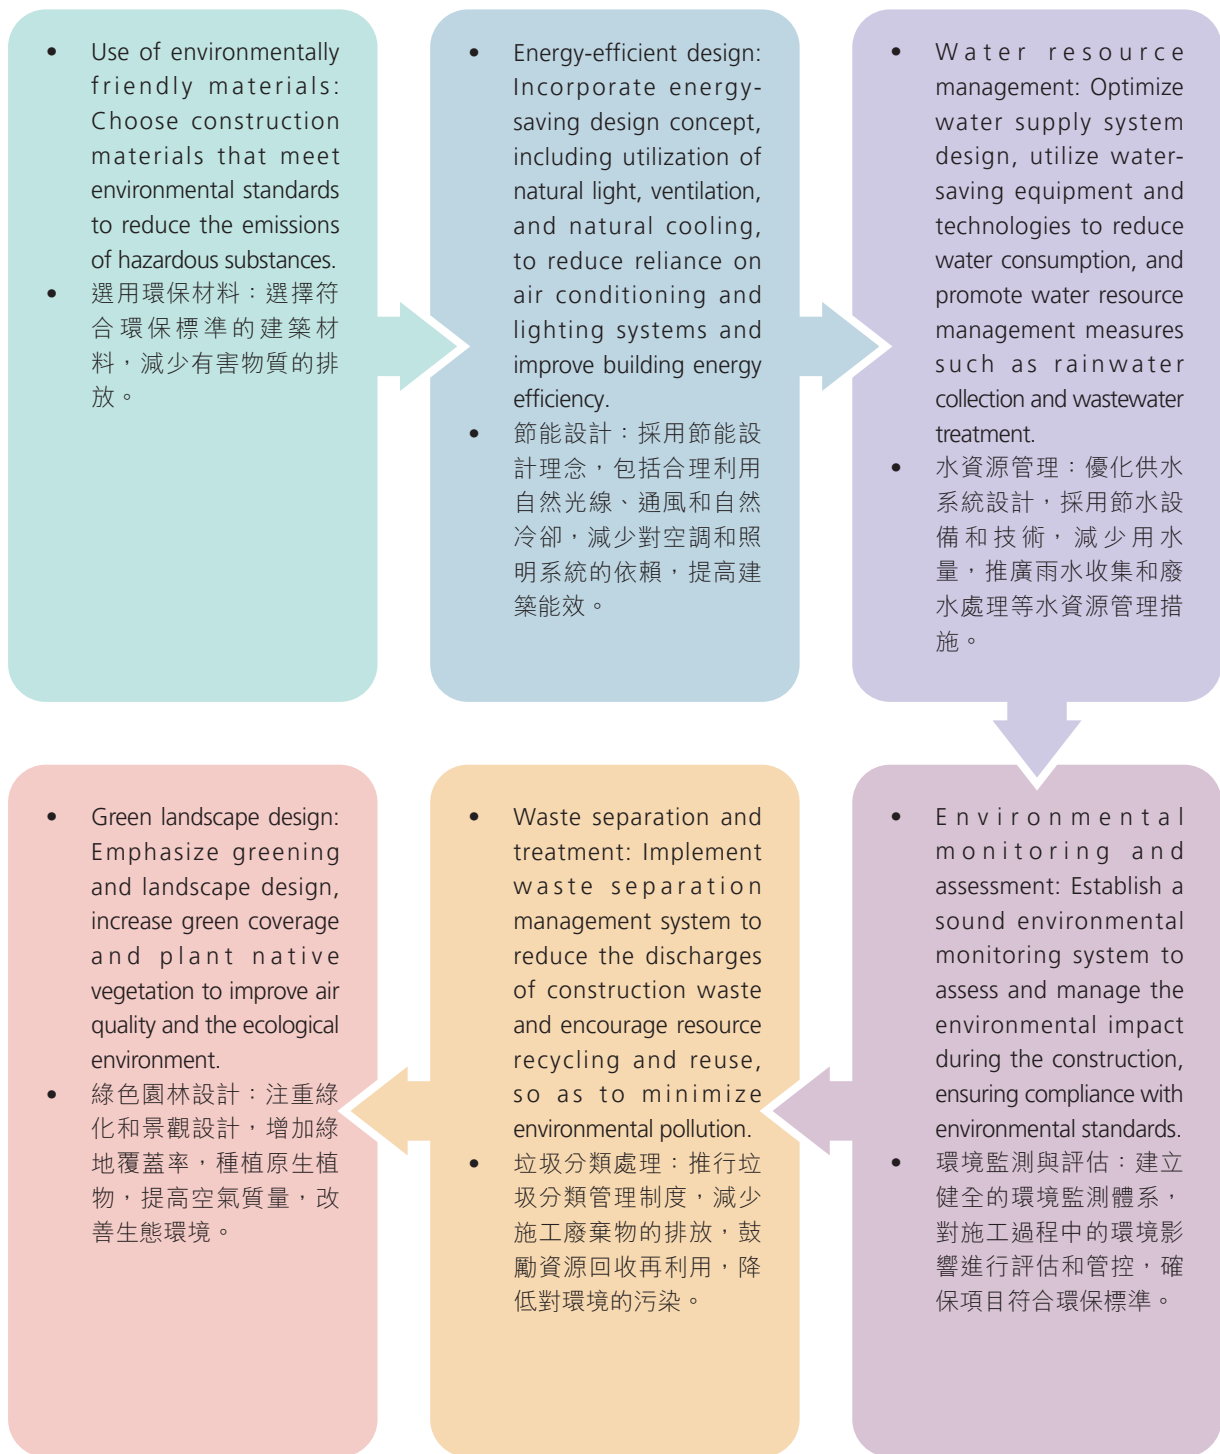 • Use of environmentally
friendly materials:
Choose construction
materials that meet
environmental standards
to reduce the emissions
of hazardous substances.
• 選用環保材料：選擇符
合環保標準的建築材
料，減少有害物質的排
放。
• Energy-efficient design:
Incorporate energy-
saving design concept,
including utilization of
natural light, ventilation,
and natural cooling,
to reduce reliance on
air conditioning and
lighting systems and
improve building energy
efficiency.
• 節能設計：採用節能設
計理念，包括合理利用
自然光線、通風和自然
冷卻，減少對空調和照
明系統的依賴，提高建
築能效。
• Water resource
management: Optimize
water supply system
design, utilize water-
saving equipment and
technologies to reduce
water consumption, and
promote water resource
management measures
such as rainwater
collection and wastewater
treatment.
• 水資源管理：優化供水
系統設計，採用節水設
備和技術，減少用水
量，推廣雨水收集和廢
水處理等水資源管理措
施。
• Environmental
monitoring and
assessment: Establish a
sound environmental
monitoring system to
assess and manage the
environmental impact
during the construction,
ensuring compliance with
environmental standards.
• 環境監測與評估：建立
健全的環境監測體系，
對施工過程中的環境影
響進行評估和管控，確
保項目符合環保標準。
• Waste separation and
treatment: Implement
waste separation
management system to
reduce the discharges
of construction waste
and encourage resource
recycling and reuse,
so as to minimize
environmental pollution.
• 垃圾分類處理：推行垃
圾分類管理制度，減少
施工廢棄物的排放，鼓
勵資源回收再利用，降
低對環境的污染。
• Green landscape design:
Emphasize greening
and landscape design,
increase green coverage
and plant native
vegetation to improve air
quality and the ecological
environment.
• 綠色園林設計：注重綠
化和景觀設計，增加綠
地覆蓋率，種植原生植
物，提高空氣質量，改
善生態環境。